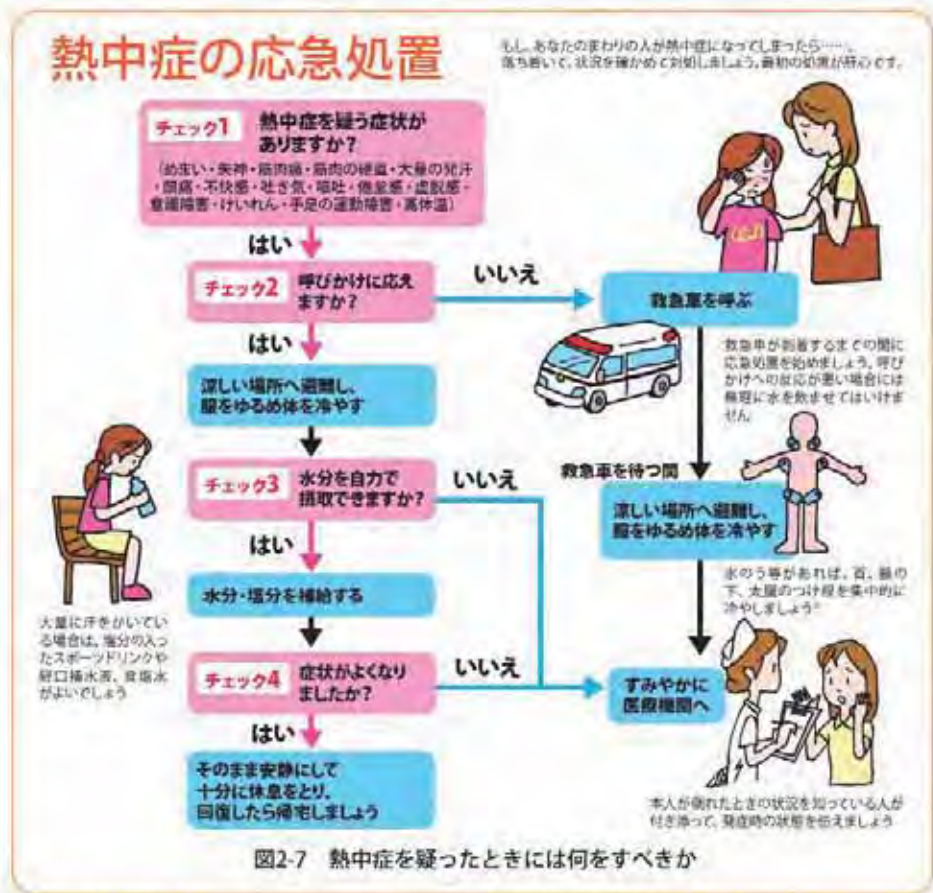 熱中症の応急処置
もし、あなたのまわりの人が熱中症になってしまったら……、
落ち着いて、状況を確かめて対処しましょう。最初の処置が肝心です。
チェック1
熱中症を疑う症状が
ありますか?
(めまい・失神・筋肉痛・筋肉の硬直・大量の発汗
・頭痛・不快感・吐き気・嘔吐・倦怠感・虚脱感・
意識障害・けいれん・手足の運動障害・高体温)
はい
チェック2
呼びかけに応え
ますか?
いいえ
救急車を呼ぶ
はい
救急車が到着するまでの間に
応急処置を始めましょう。呼び
かけへの反応が悪い場合には
無理に水を飲ませてはいけま
せん
涼しい場所へ避難し、
服をゆるめ体を冷やす
チェック3
水分を自力で
摂取できますか?
いいえ
救急車を待つ間
涼しい場所へ避難し、
服をゆるめ体を冷やす
はい
氷のう等があれば、首、腋の
下、太腿のつけ根を集中的に
冷やしましょう
水分・塩分を補給する
大量に汗をかいてい
る場合は、塩分の入っ
たスポーツドリンクや
経口補水液、食塩水
がよいでしょう
チェック4
症状がよくなり
ましたか?
いいえ
すみやかに
医療機関へ
はい
そのまま安静にして
十分に休息をとり、
回復したら帰宅しましょう
本人が倒れたときの状況を知っている人が
付き添って、発症時の状態を伝えましょう
図2-7 熱中症を疑ったときには何をすべきか